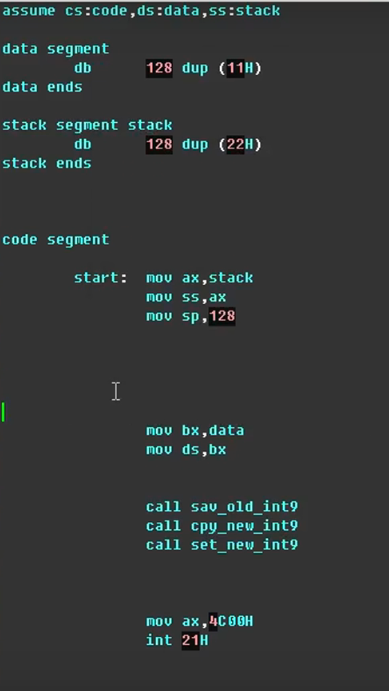 assume cs:code,ds:data,ss:stack
data segment
db 128 dup (11H)
data ends
stack segment stack
db 128 dup (22H)
stack ends
code segment
start: mov ax,stack
mov ss,ax
mov sp,128
mov bx,data
mov ds,bx
call sav_old_int9
call cpy_new_int9
call set_new_int9
mov ax,4C00H
int 21H